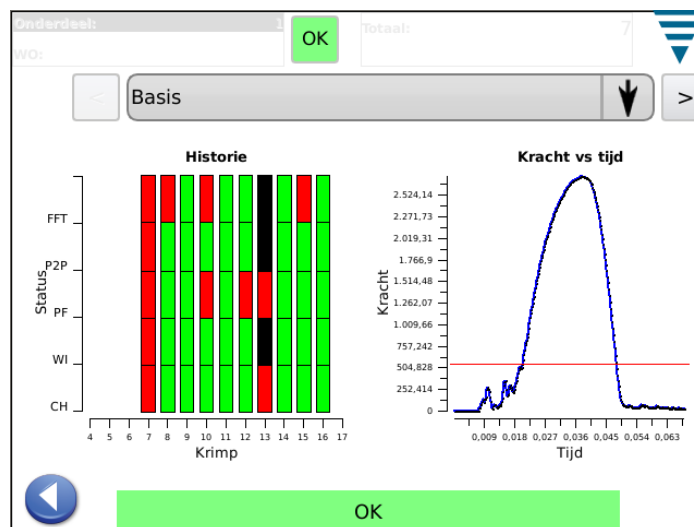 Onderdeel: 1
WO:
OK
Totaal: 7
<
Basis
>
Historie
Status
FFT
P2P
PF
WI
CH
4 5 6 7 8 9 10 11 12 13 14 15 16 17
Krimp
Kracht vs tijd
Kracht
2.524,14
2.271,73
2.019,31
1.766,9
1.514,48
1.262,07
1.009,66
757,242
504,828
252,414
0
0,009 0,018 0,027 0,036 0,045 0,054 0,063
Tijd
OK